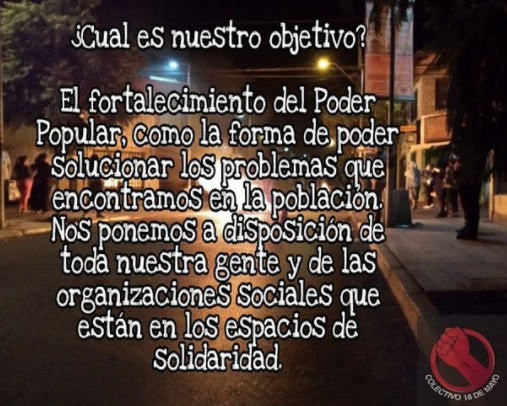 ¿Cual es nuestro objetivo?
El fortalecimiento del Poder
Popular, como la forma de poder
solucionar los problemas que
encontramos en la población.
Nos ponemos a disposición de
toda nuestra gente y de las
organizaciones sociales que
están en los espacios de
solidaridad.
COLECTIVO 18 DE MAYO